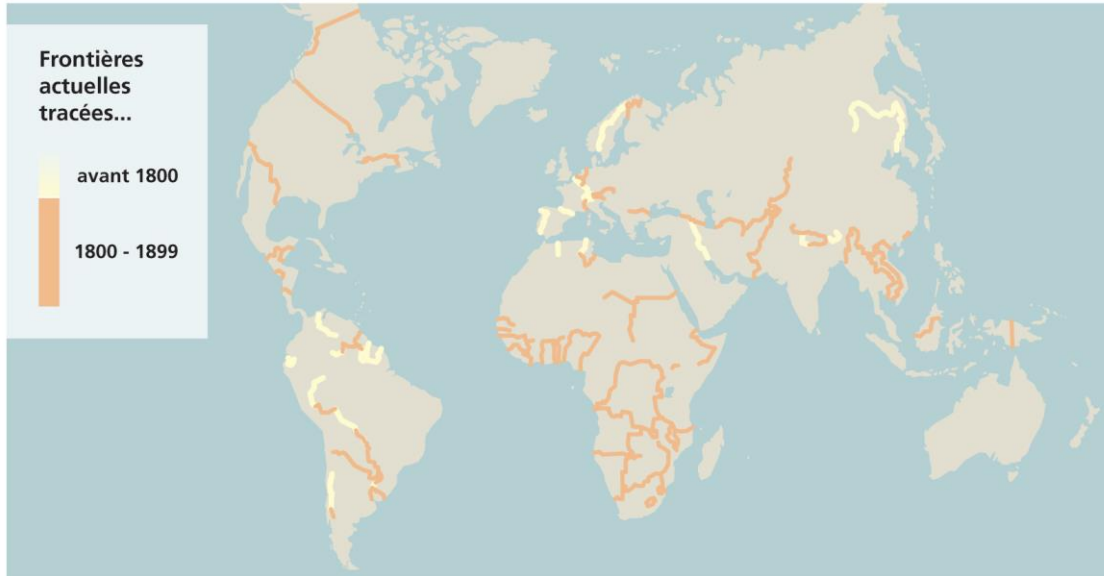 Frontières
actuelles
tracées...
avant 1800
1800 - 1899